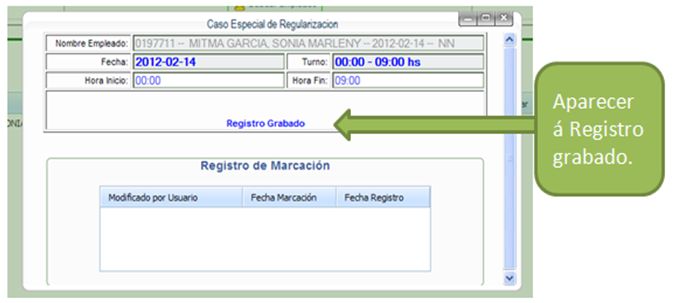 Caso Especial de Regularizacion
Nombre Empleado: 0197711 -- MITMA GARCIA, SONIA MARLENY -- 2012-02-14 -- NN
Fecha: 2012-02-14 Turno: 00:00 - 09:00 hs
Hora Inicio: 00:00 Hora Fin: 09:00
Registro Grabado
Registro de Marcación
Modificado por Usuario Fecha Marcación Fecha Registro
Aparecer
á Registro
grabado.